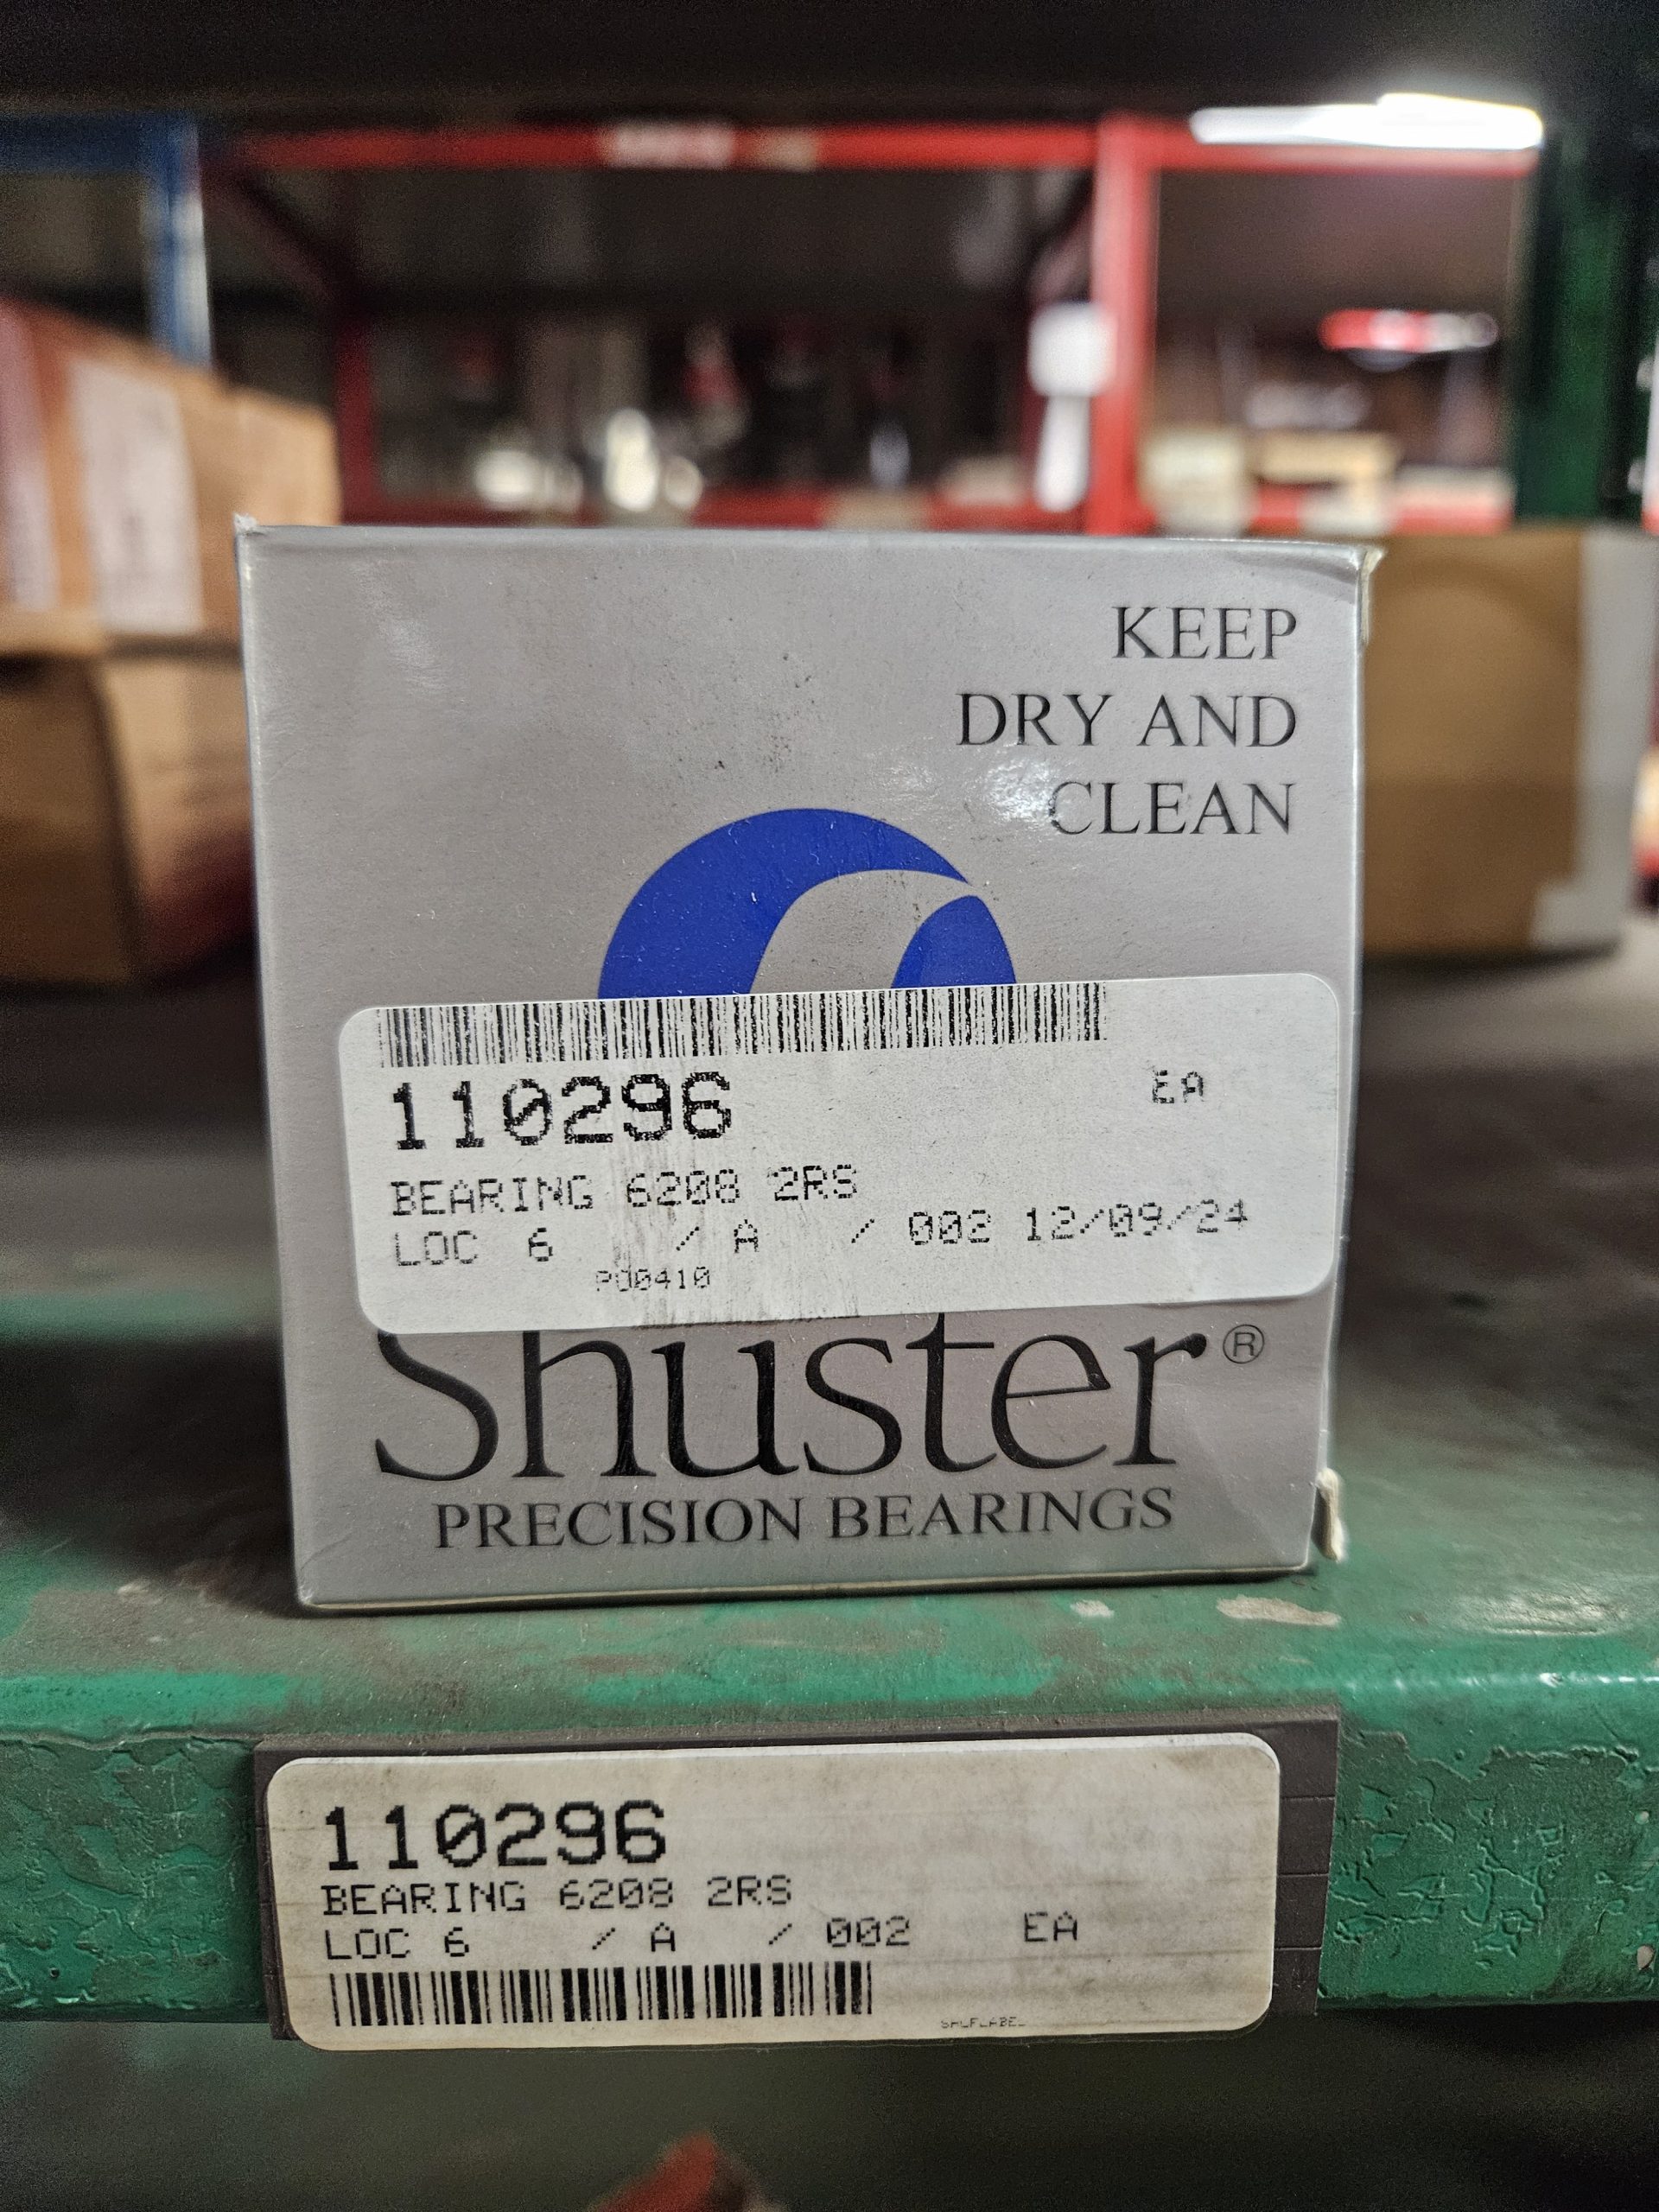 KEEP
DRY AND
CLEAN
110296 EA
BEARING 6208 2RS
LOC 6 / A / 002 12/09/24
PO0410
Shuster®
PRECISION BEARINGS
110296
BEARING 6208 2RS
LOC 6 / A / 002 EA
SHLFLABEL